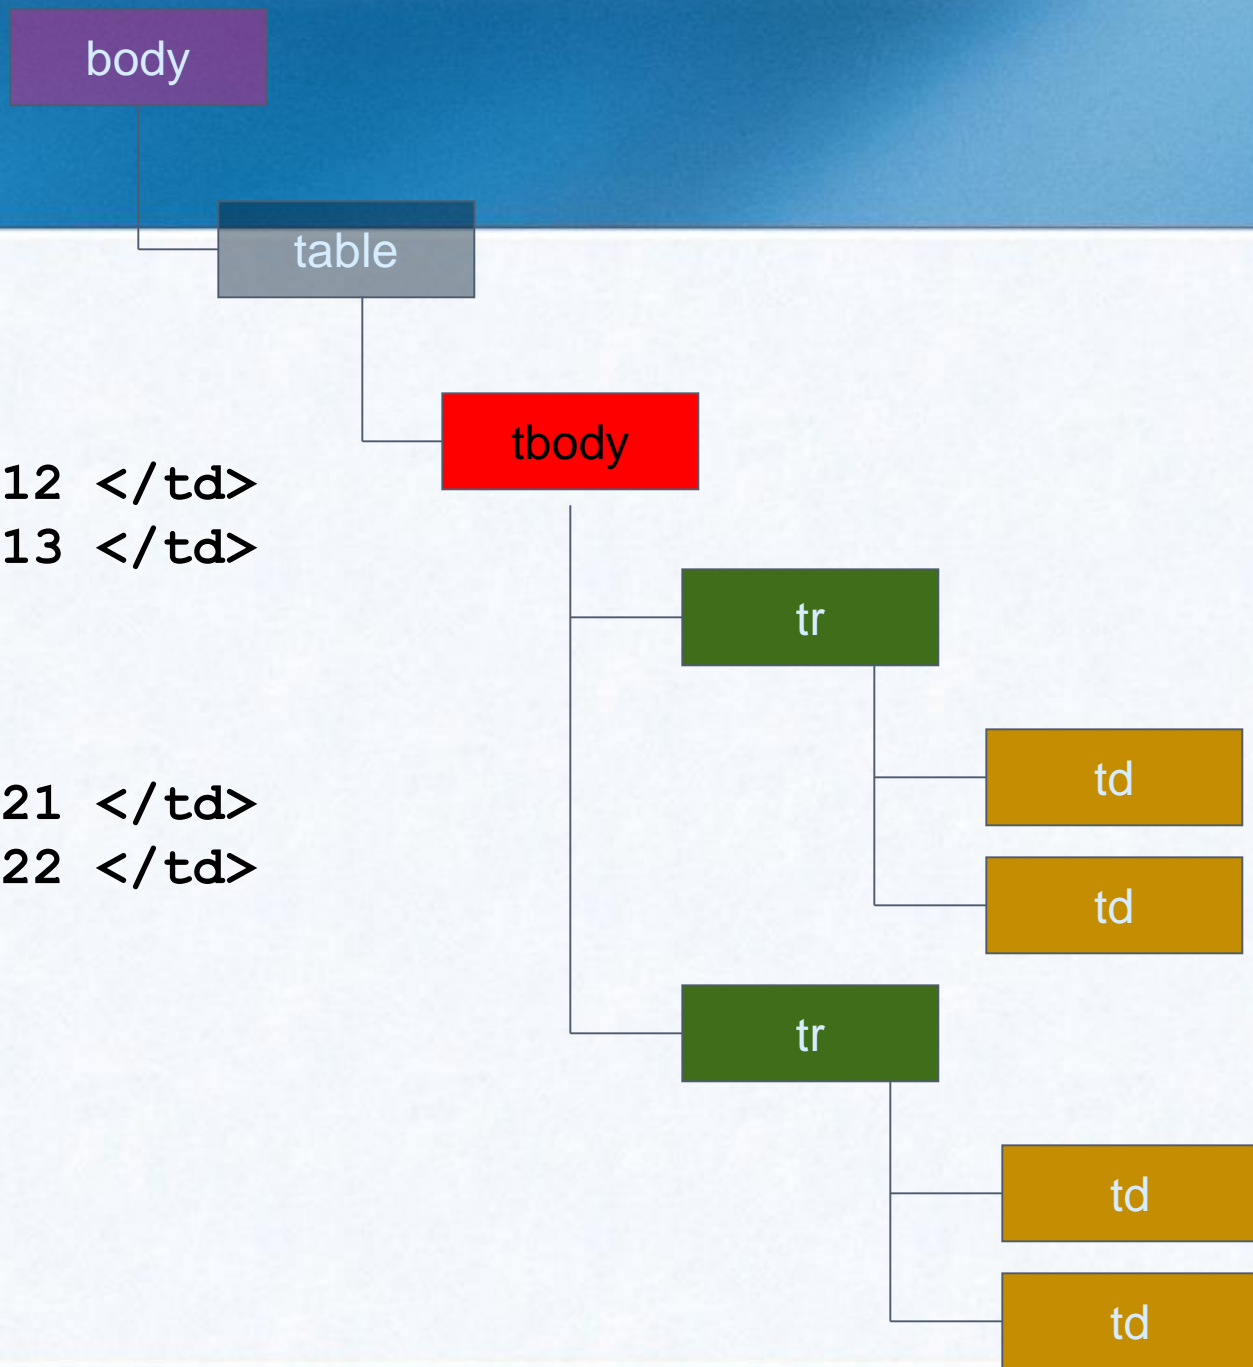 body
table
tbody
12 </td>
13 </td>
tr
td
21 </td>
22 </td>
td
tr
td
td